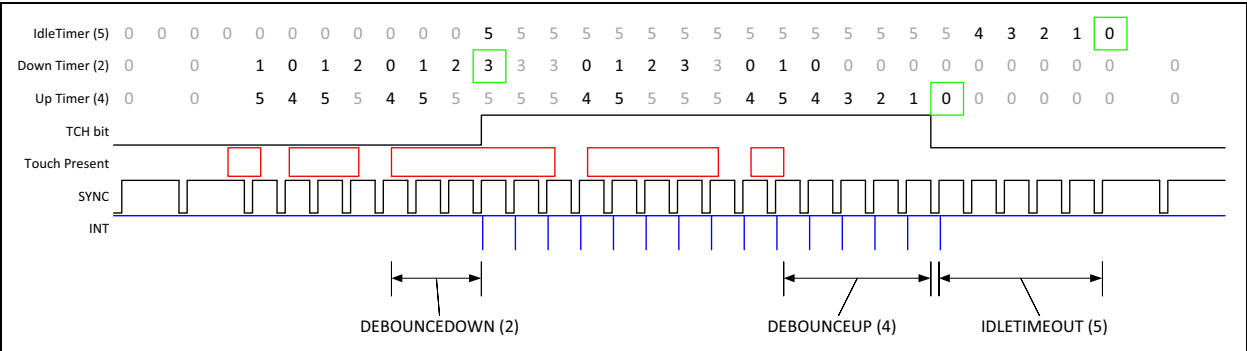 IdleTimer (5) 0 0 0 0 0 0 0 0 0 0 0 5 5 5 5 5 5 5 5 5 5 5 5 5 5 5 4 3 2 1 0
Down Timer (2) 0 0 1 0 1 2 0 1 2 3 3 3 0 1 2 3 3 0 1 0 0 0 0 0 0 0 0 0 0 0
Up Timer (4) 0 0 5 4 5 5 4 5 5 5 5 5 4 5 5 5 5 4 5 4 3 2 1 0 0 0 0 0 0 0
TCH bit
Touch Present
SYNC
INT
DEBOUNCEDOWN (2) DEBOUNCEUP (4) IDLETIMEOUT (5)